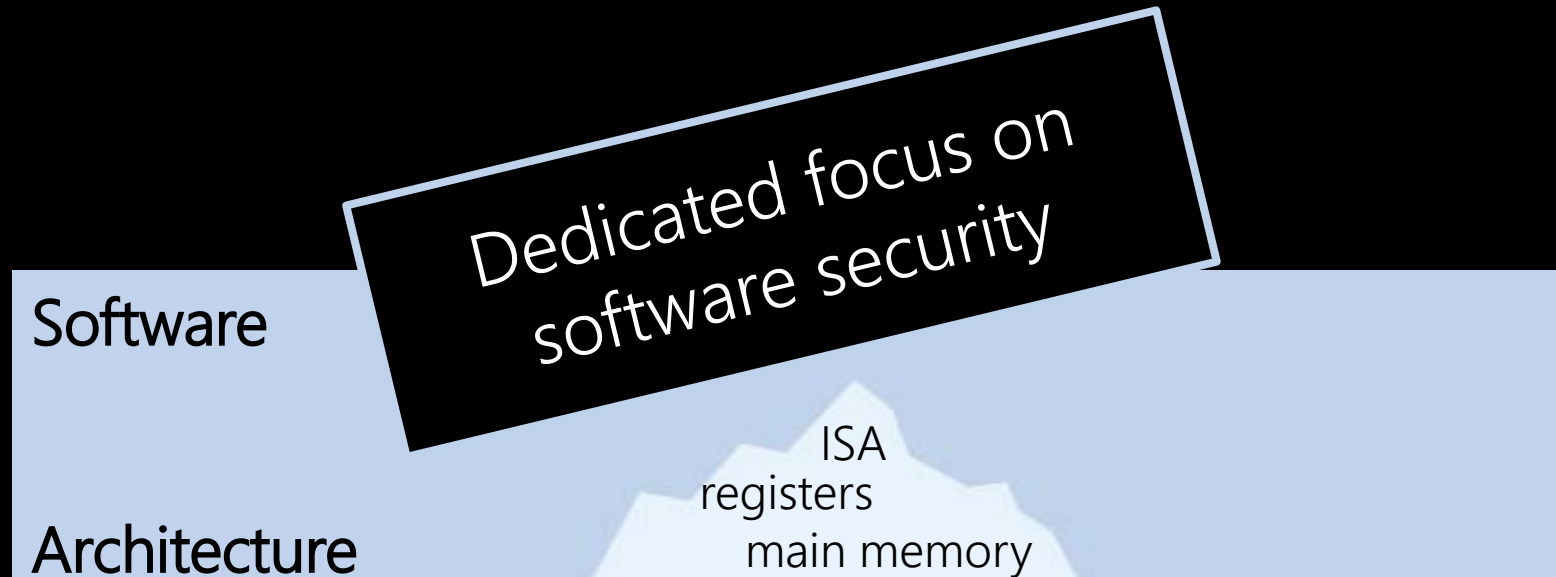 Dedicated focus on
software security
Software
ISA
registers
Architecture
main memory